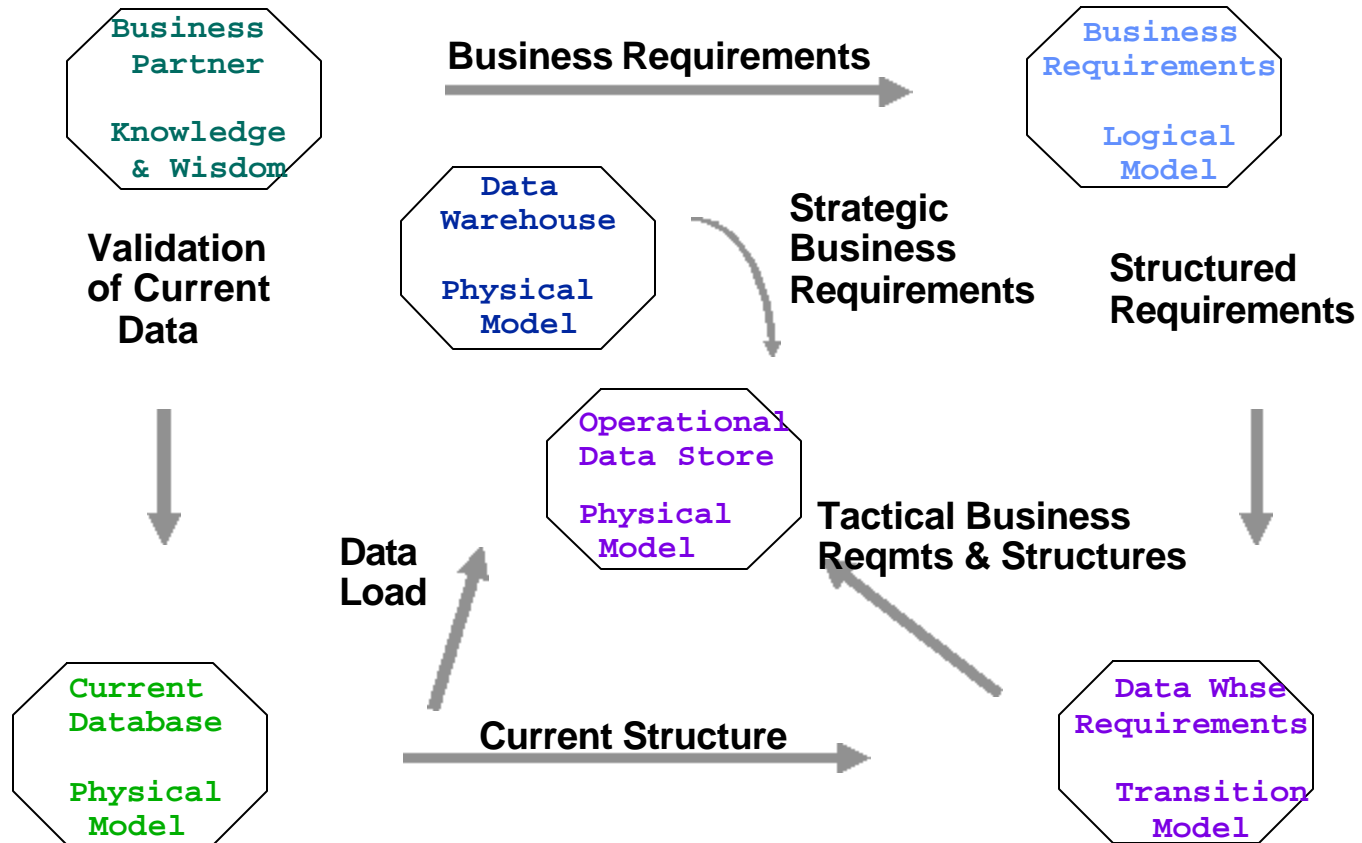 Business
Partner
Knowledge
& Wisdom
Business Requirements
Business
Requirements
Logical
Model
Data
Warehouse
Physical
Model
Strategic
Business
Requirements
Validation
of Current
Data
Structured
Requirements
Operational
Data Store
Physical
Model
Tactical Business
Reqmts & Structures
Data
Load
Current
Database
Physical
Model
Current Structure
Data Whse
Requirements
Transition
Model